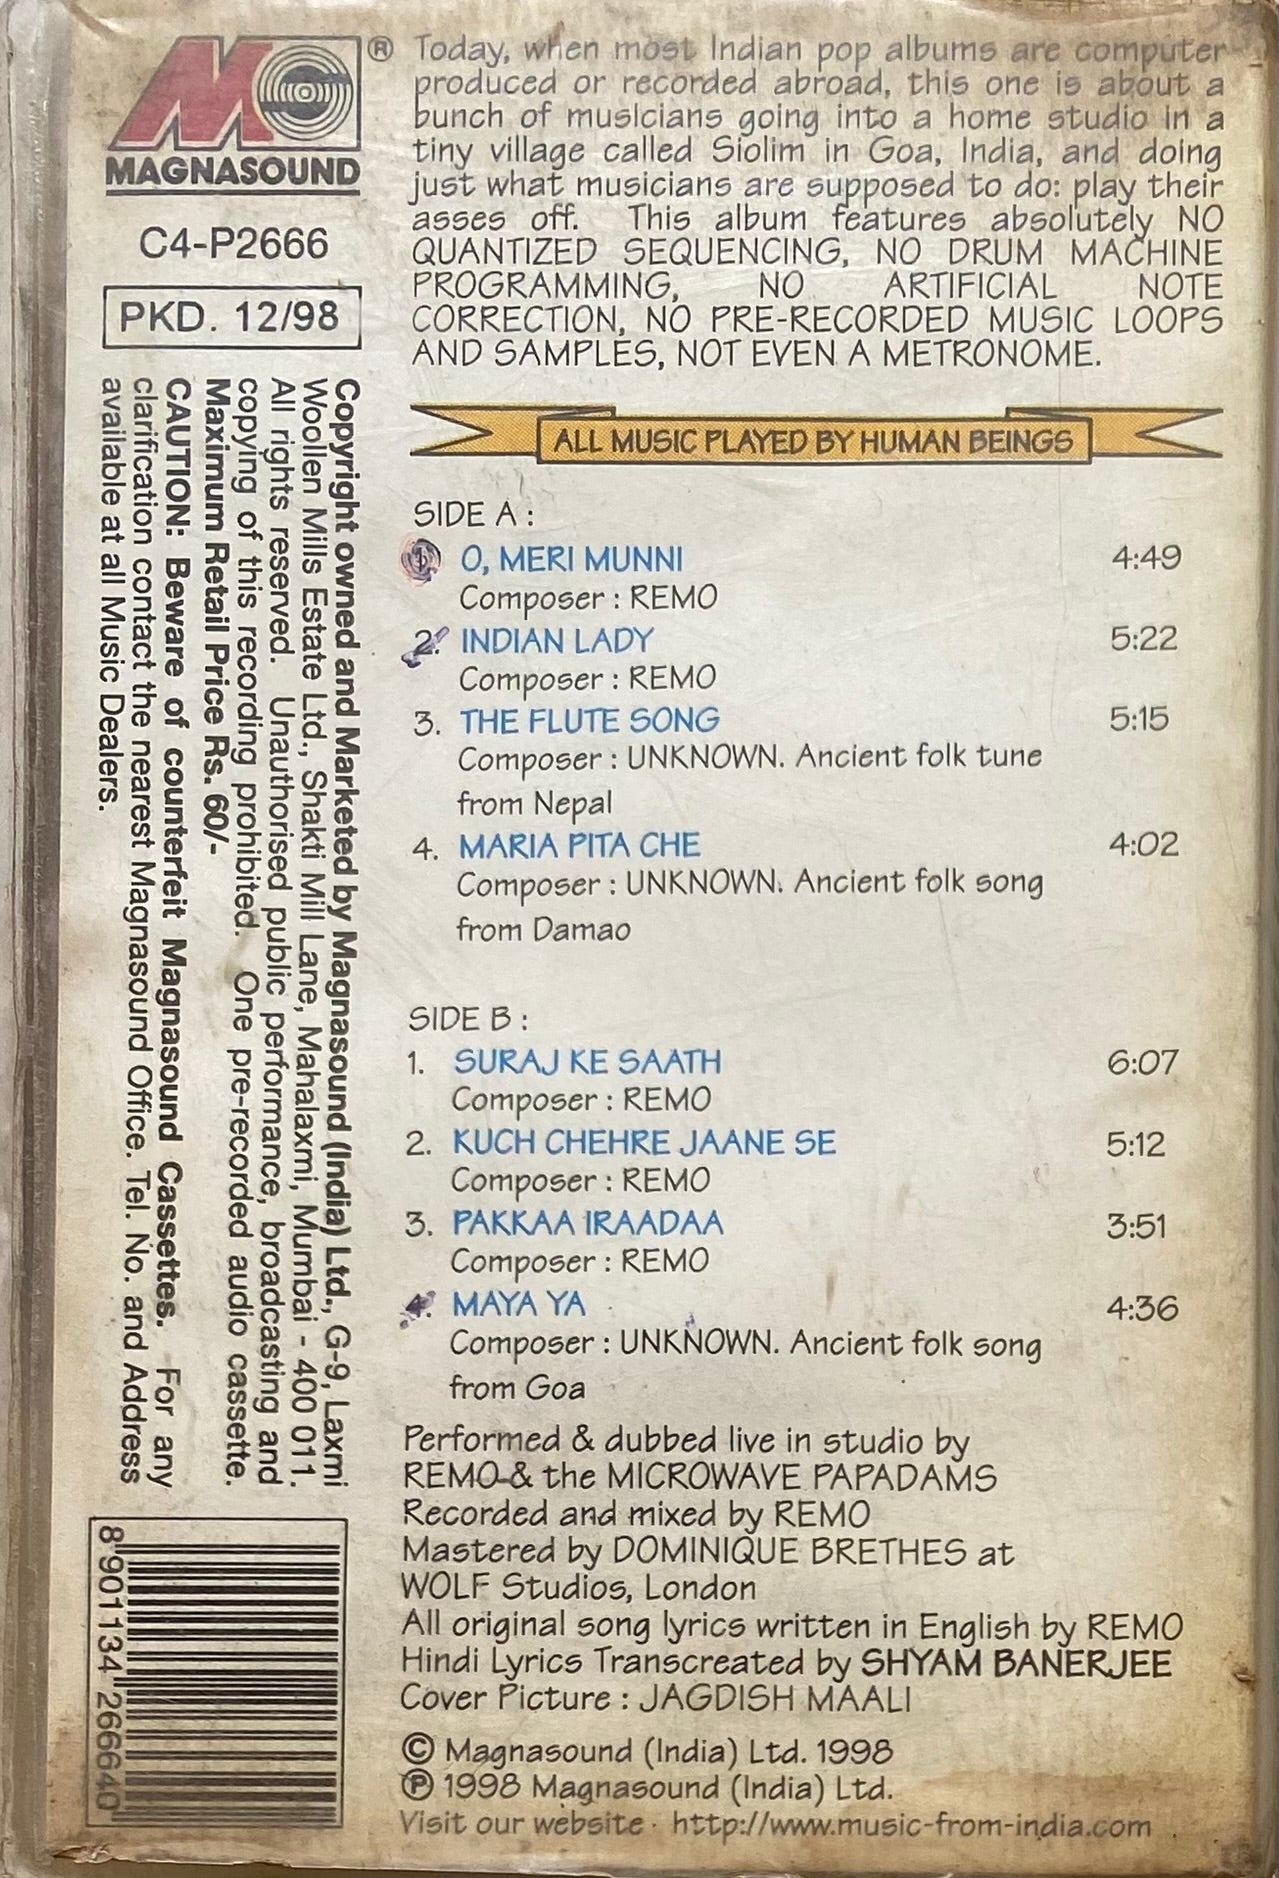 MAGNASOUND
®
C4-P2666
PKD. 12/98
Copyright owned and Marketed by Magnasound (India) Ltd., G-9, Laxmi
Woollen Mills Estate Ltd., Shakti Mill Lane, Mahalaxmi, Mumbai - 400 011.
All rights reserved. Unauthorised public performance, broadcasting and
copying of this recording prohibited. One pre-recorded audio cassette.
Maximum Retail Price Rs. 60/-
CAUTION: Beware of counterfeit Magnasound Cassettes. For any
clarification contact the nearest Magnasound Office. Tel. No. and Address
available at all Music Dealers.
8 901134 266640
Today, when most Indian pop albums are computer
produced or recorded abroad, this one is about a
bunch of musicians going into a home studio in a
tiny village called Siolim in Goa, India, and doing
just what musicians are supposed to do: play their
asses off. This album features absolutely NO
QUANTIZED SEQUENCING, NO DRUM MACHINE
PROGRAMMING, NO ARTIFICIAL NOTE
CORRECTION, NO PRE-RECORDED MUSIC LOOPS
AND SAMPLES, NOT EVEN A METRONOME.
ALL MUSIC PLAYED BY HUMAN BEINGS
SIDE A :
1. O, MERI MUNNI 4:49
Composer : REMO
2. INDIAN LADY 5:22
Composer : REMO
3. THE FLUTE SONG 5:15
Composer : UNKNOWN. Ancient folk tune
from Nepal
4. MARIA PITA CHE 4:02
Composer : UNKNOWN. Ancient folk song
from Damao
SIDE B :
1. SURAJ KE SAATH 6:07
Composer : REMO
2. KUCH CHEHRE JAANE SE 5:12
Composer : REMO
3. PAKKAA IRAADAA 3:51
Composer : REMO
4. MAYA YA 4:36
Composer : UNKNOWN. Ancient folk song
from Goa
Performed & dubbed live in studio by
REMO & the MICROWAVE PAPADAMS
Recorded and mixed by REMO
Mastered by DOMINIQUE BRETHES at
WOLF Studios, London
All original song lyrics written in English by REMO
Hindi Lyrics Transcreated by SHYAM BANERJEE
Cover Picture : JAGDISH MAALI
© Magnasound (India) Ltd. 1998
℗ 1998 Magnasound (India) Ltd.
Visit our website · http://www.music-from-india.com